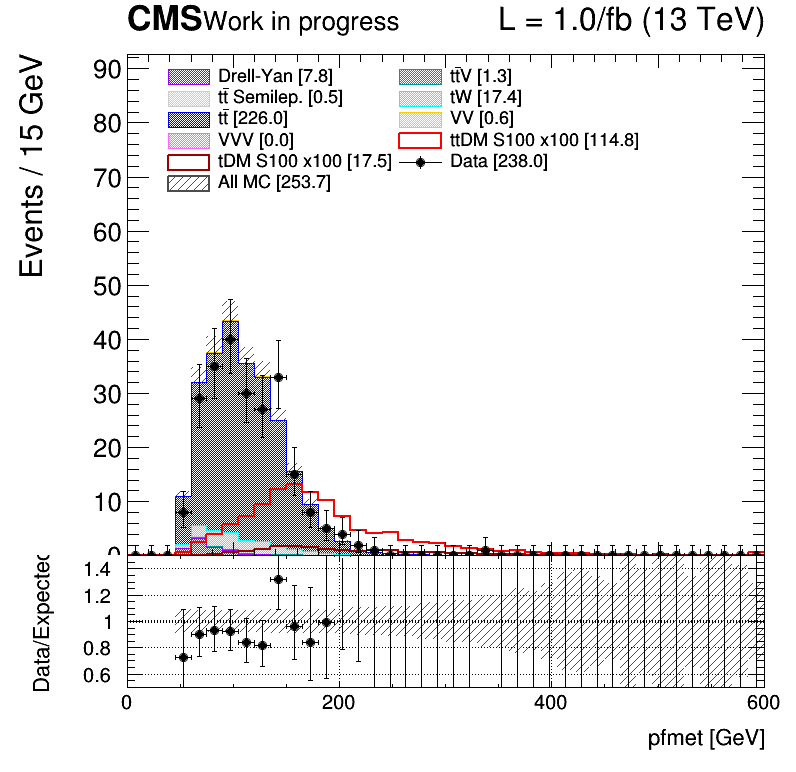 CMS Work in progress L = 1.0/fb (13 TeV)
Events / 15 GeV
90
80
70
60
50
40
30
20
10
0
Drell-Yan [7.8] tt̄V [1.3]
tt̄ Semilep. [0.5] tW [17.4]
tt̄ [226.0] VV [0.6]
VVV [0.0] ttDM S100 x100 [114.8]
tDM S100 x100 [17.5] Data [238.0]
All MC [253.7]
Data/Expected
1.4
1.2
1
0.8
0.6
0 200 400 600
pfmet [GeV]